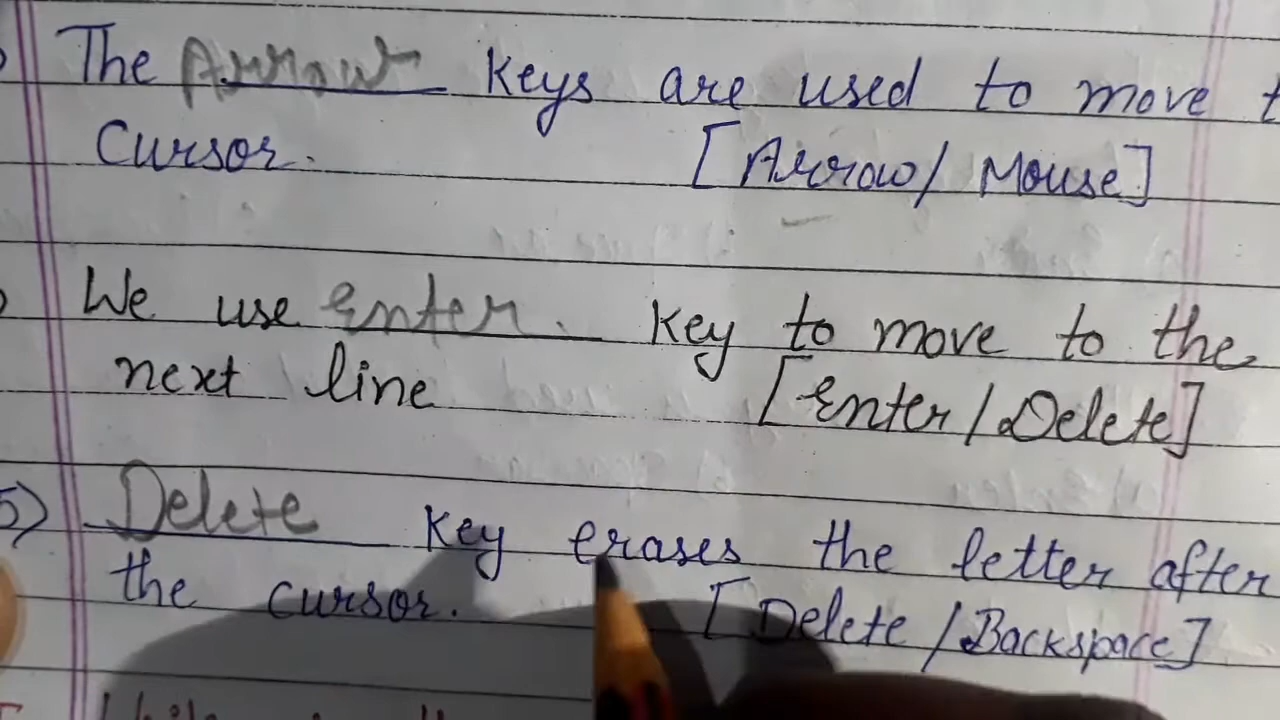 The Arrow keys are used to move
Cursor. [Arrow/ Mouse]
We use enter. key to move to the
next line [Enter/Delete]
5) Delete key erases the letter after
the cursor. [Delete/Backspace]